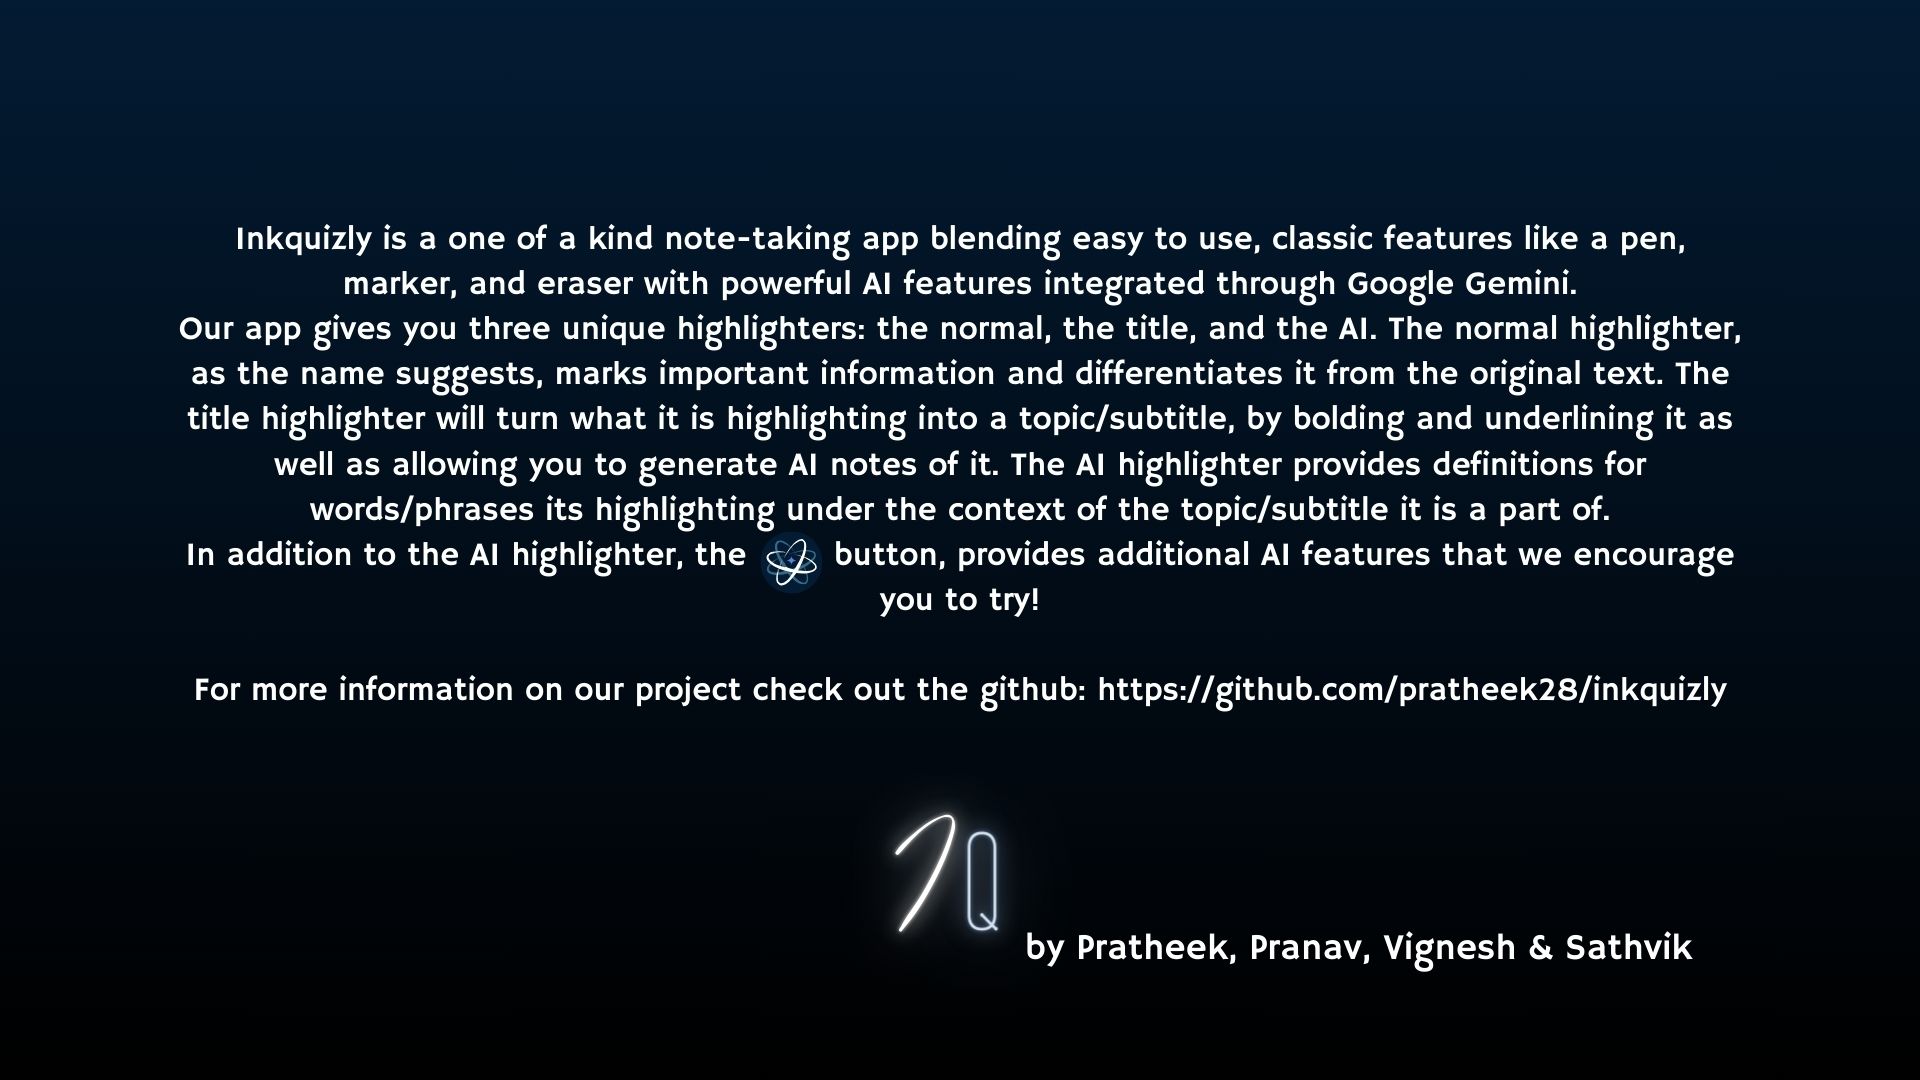 Inkquizly is a one of a kind note-taking app blending easy to use, classic features like a pen,
marker, and eraser with powerful AI features integrated through Google Gemini.
Our app gives you three unique highlighters: the normal, the title, and the AI. The normal highlighter,
as the name suggests, marks important information and differentiates it from the original text. The
title highlighter will turn what it is highlighting into a topic/subtitle, by bolding and underlining it as
well as allowing you to generate AI notes of it. The AI highlighter provides definitions for
words/phrases its highlighting under the context of the topic/subtitle it is a part of.
In addition to the AI highlighter, the button, provides additional AI features that we encourage
you to try!
For more information on our project check out the github: https://github.com/pratheek28/inkquizly
IQ
by Pratheek, Pranav, Vignesh & Sathvik